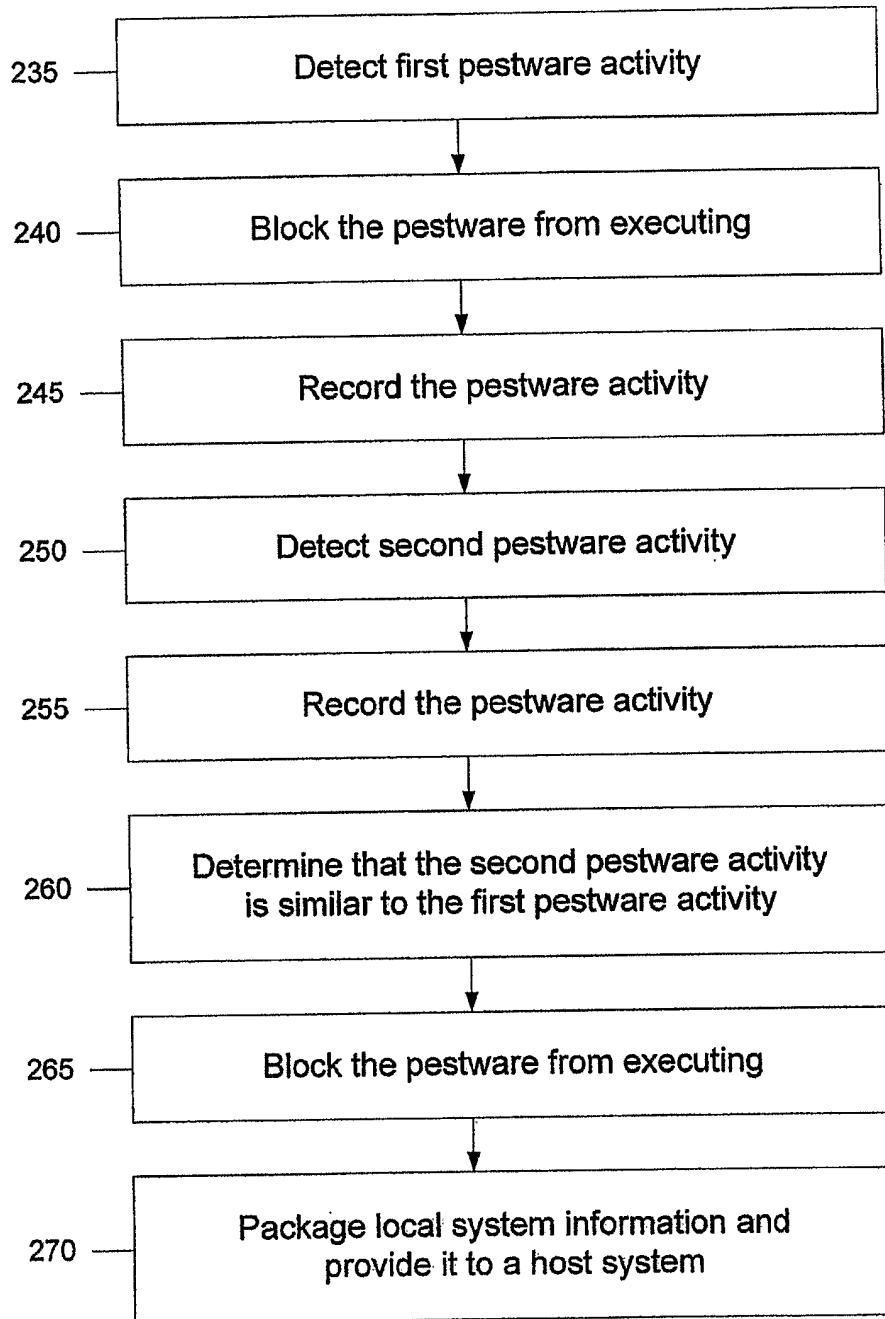 235
Detect first pestware activity
240
Block the pestware from executing
245
Record the pestware activity
250
Detect second pestware activity
255
Record the pestware activity
260
Determine that the second pestware activity
is similar to the first pestware activity
265
Block the pestware from executing
270
Package local system information and
provide it to a host system